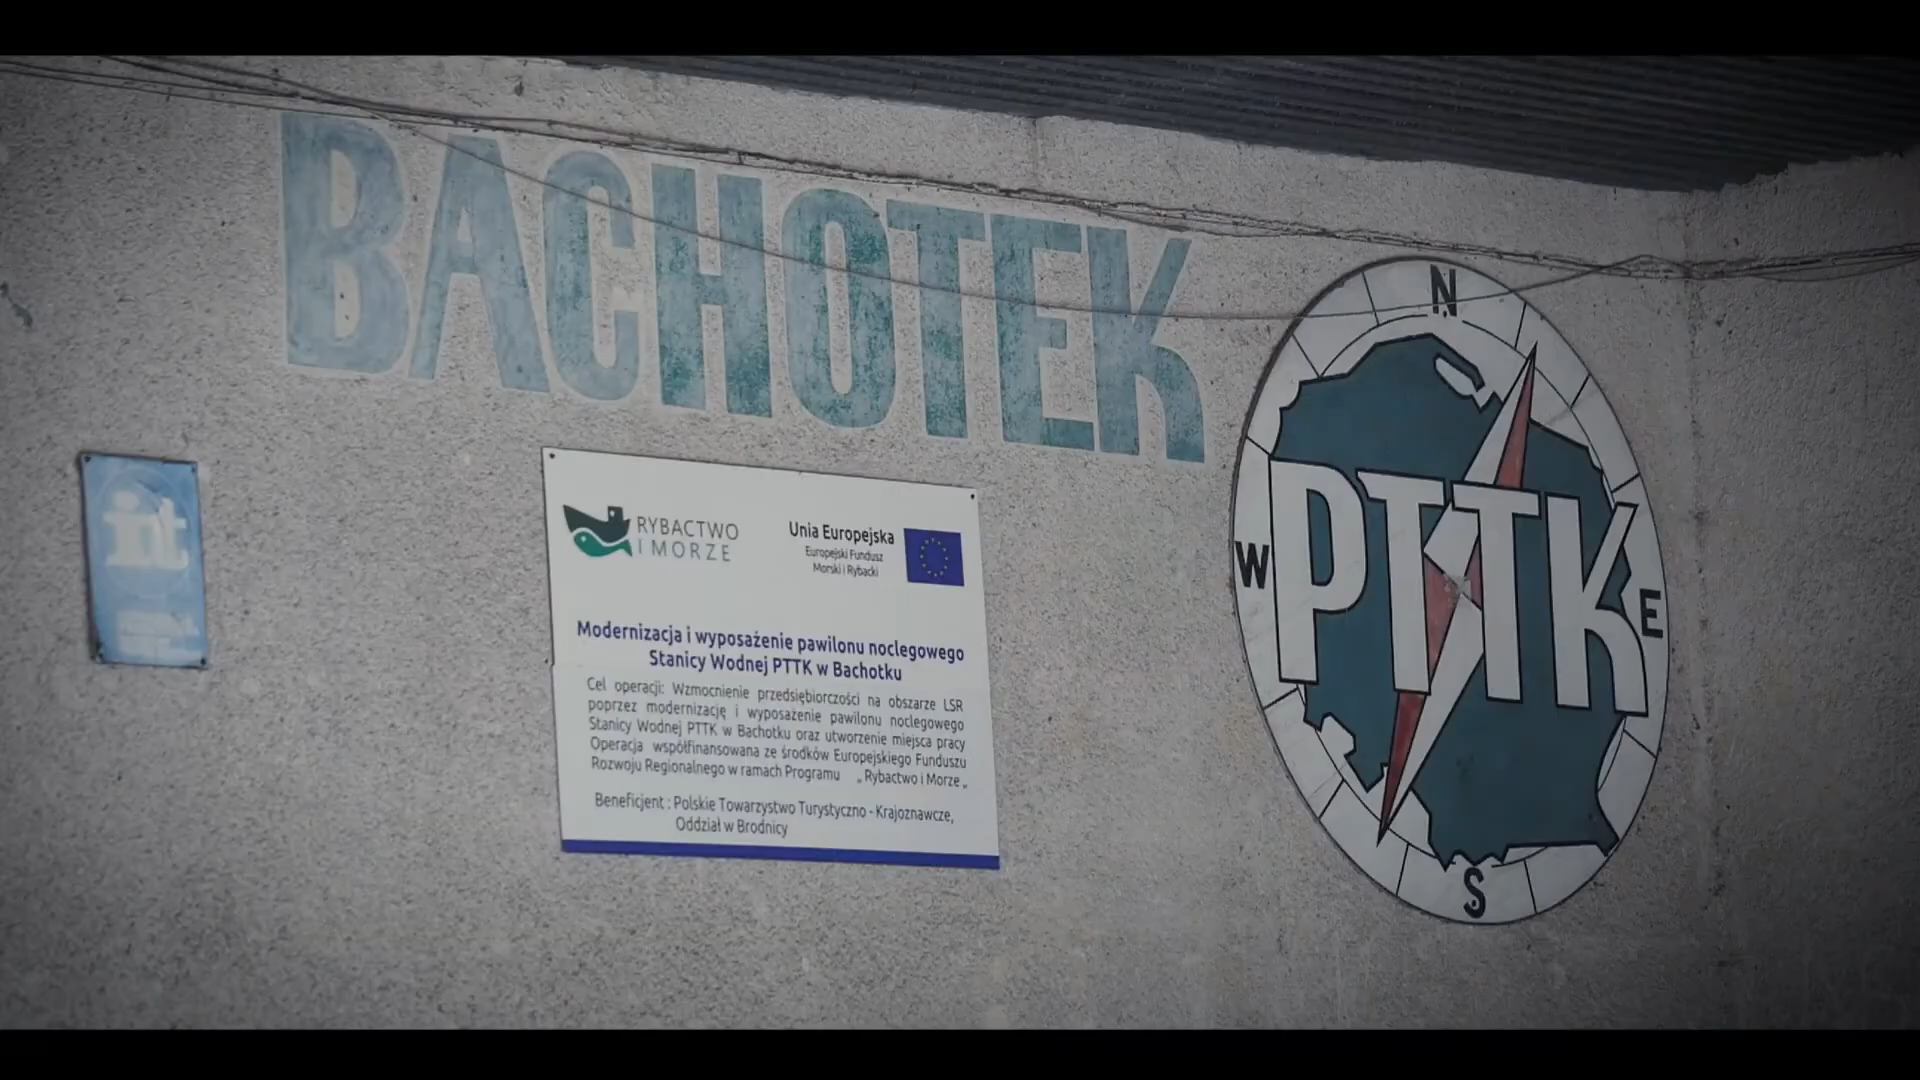 BACHOTEK
int
RYBACTWO
I MORZE
Unia Europejska
Europejski Fundusz
Morski i Rybacki
Modernizacja i wyposażenie pawilonu noclegowego
Stanicy Wodnej PTTK w Bachotku
Cel operacji: Wzmocnienie przedsiębiorczości na obszarze LSR
poprzez modernizację i wyposażenie pawilonu noclegowego
Stanicy Wodnej PTTK w Bachotku oraz utworzenie miejsca pracy
Operacja współfinansowana ze środków Europejskiego Funduszu
Rozwoju Regionalnego w ramach Programu „ Rybactwo i Morze „
Beneficjent : Polskie Towarzystwo Turystyczno - Krajoznawcze,
Oddział w Brodnicy
N
W PTTK E
S